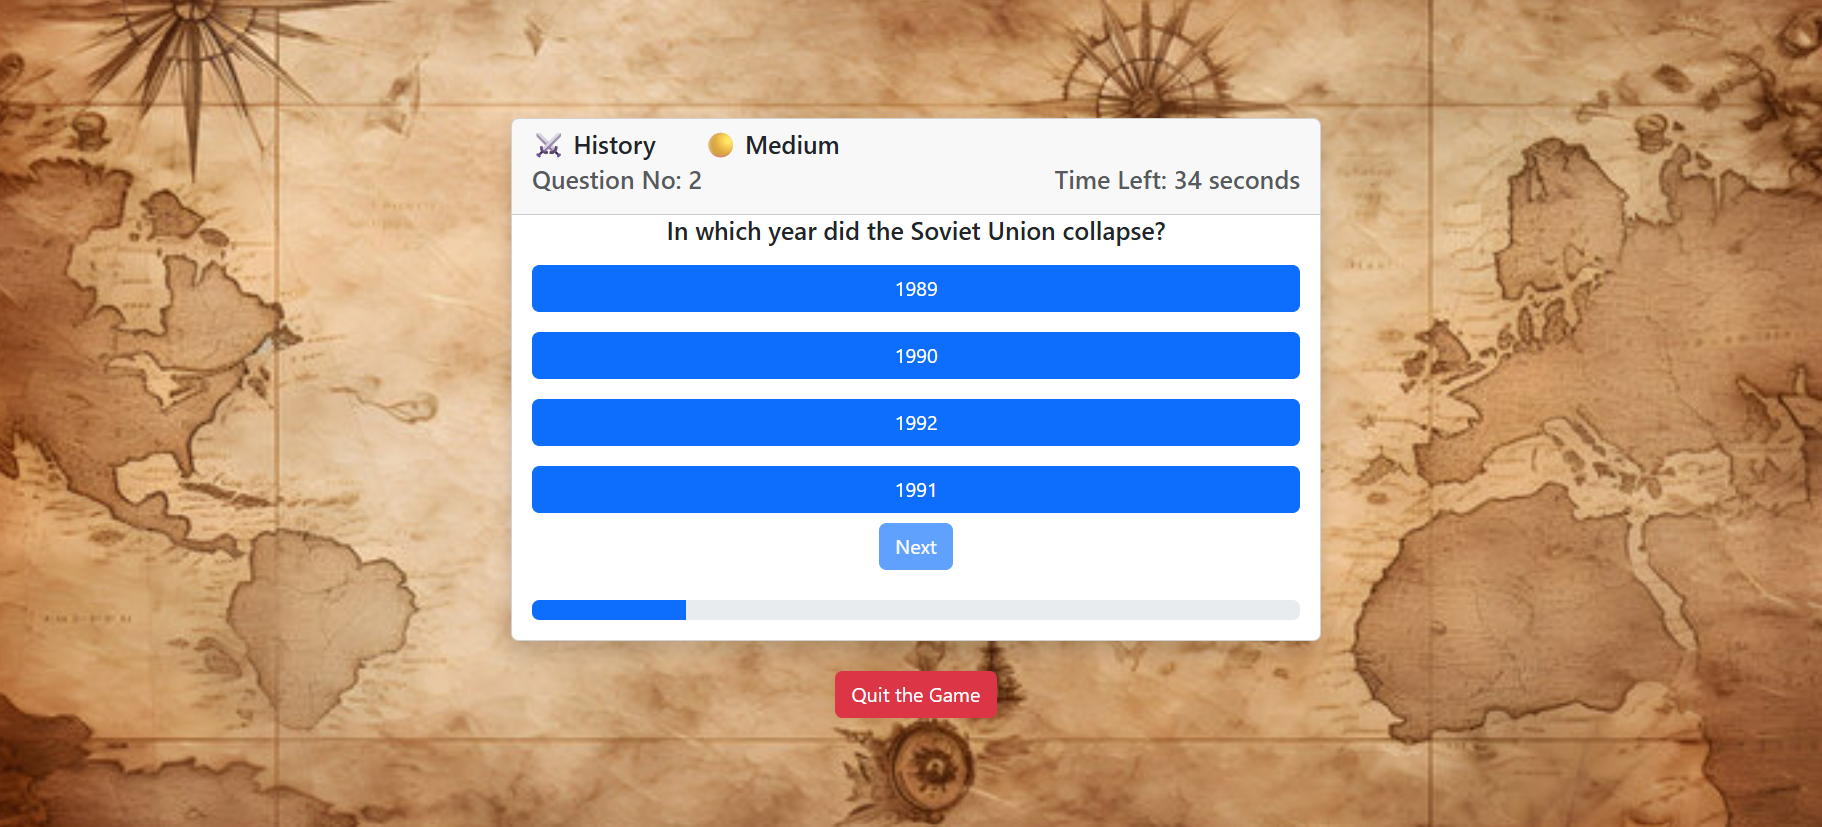 History Medium
Question No: 2 Time Left: 34 seconds
In which year did the Soviet Union collapse?
1989
1990
1992
1991
Next
Quit the Game